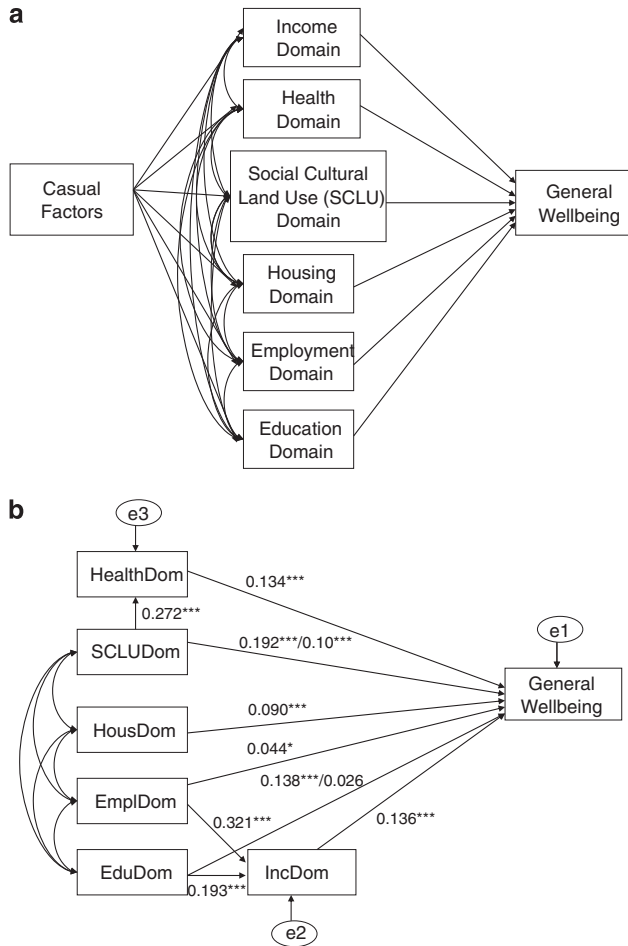 a
Income
Domain
Health
Domain
Casual
Factors
Social Cultural
Land Use (SCLU)
Domain
General
Wellbeing
Housing
Domain
Employment
Domain
Education
Domain
b
e3
HealthDom
0.134***
0.272***
e1
0.192***/0.10***
SCLUDom
General
Wellbeing
0.090***
HousDom
0.044*
0.138***/0.026
EmplDom
0.321***
0.136***
EduDom
IncDom
0.193***
e2